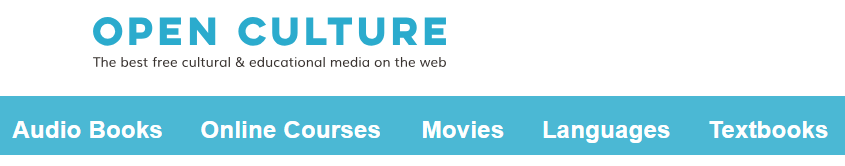 OPEN CULTURE
The best free cultural & educational media on the web
Audio Books Online Courses Movies Languages Textbooks